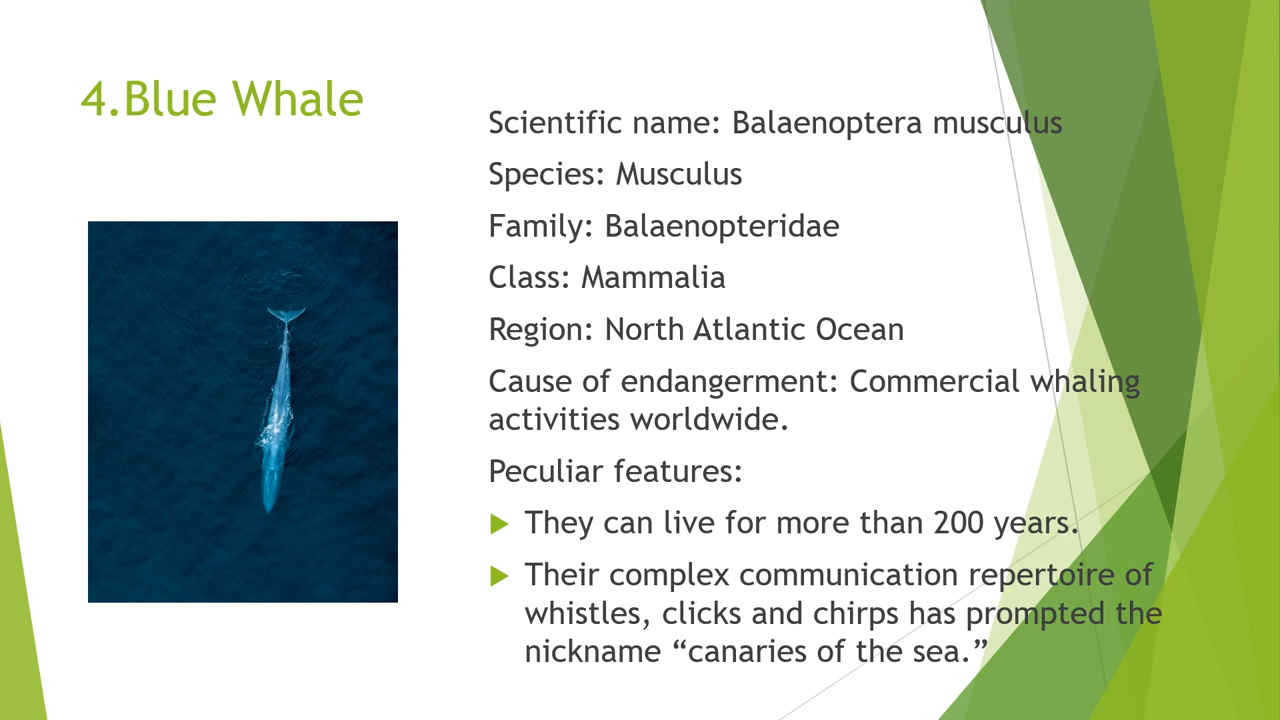 4.Blue Whale
Scientific name: Balaenoptera musculus
Species: Musculus
Family: Balaenopteridae
Class: Mammalia
Region: North Atlantic Ocean
Cause of endangerment: Commercial whaling
activities worldwide.
Peculiar features:
They can live for more than 200 years.
Their complex communication repertoire of
whistles, clicks and chirps has prompted the
nickname “canaries of the sea.”